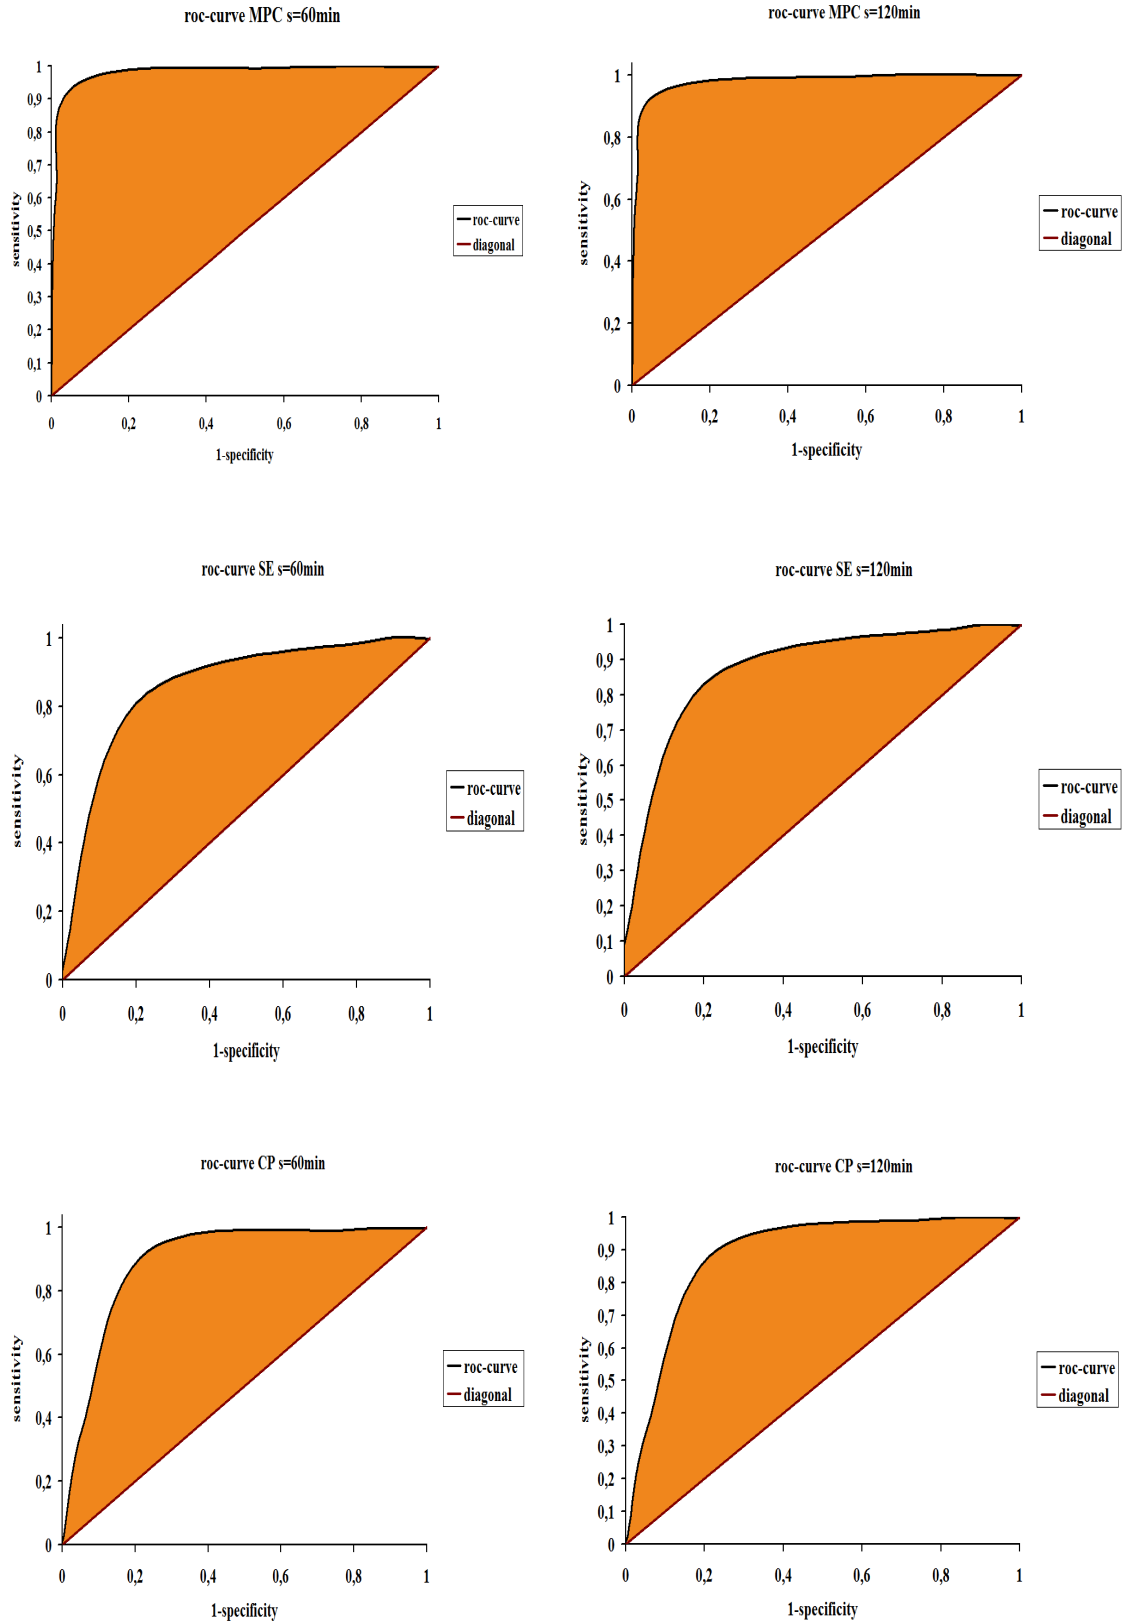 roc-curve MPC s=60min
1
0,9
0,8
0,7
0,6
0,5
0,4
0,3
0,2
0,1
0
sensitivity
0 0,2 0,4 0,6 0,8 1
1-specificity
roc-curve
diagonal
roc-curve MPC s=120min
1
0,8
0,6
0,4
0,2
0
sensitivity
0 0,2 0,4 0,6 0,8 1
1-specificity
roc-curve
diagonal
roc-curve SE s=60min
1
0,8
0,6
0,4
0,2
0
sensitivity
0 0,2 0,4 0,6 0,8 1
1-specificity
roc-curve
diagonal
roc-curve SE s=120min
1
0,9
0,8
0,7
0,6
0,5
0,4
0,3
0,2
0,1
0
sensitivity
0 0,2 0,4 0,6 0,8 1
1-specificity
roc-curve
diagonal
roc-curve CP s=60min
1
0,8
0,6
0,4
0,2
0
sensitivity
0 0,2 0,4 0,6 0,8 1
1-specificity
roc-curve
diagonal
roc-curve CP s=120min
1
0,9
0,8
0,7
0,6
0,5
0,4
0,3
0,2
0,1
0
sensitivity
0 0,2 0,4 0,6 0,8 1
1-specificity
roc-curve
diagonal